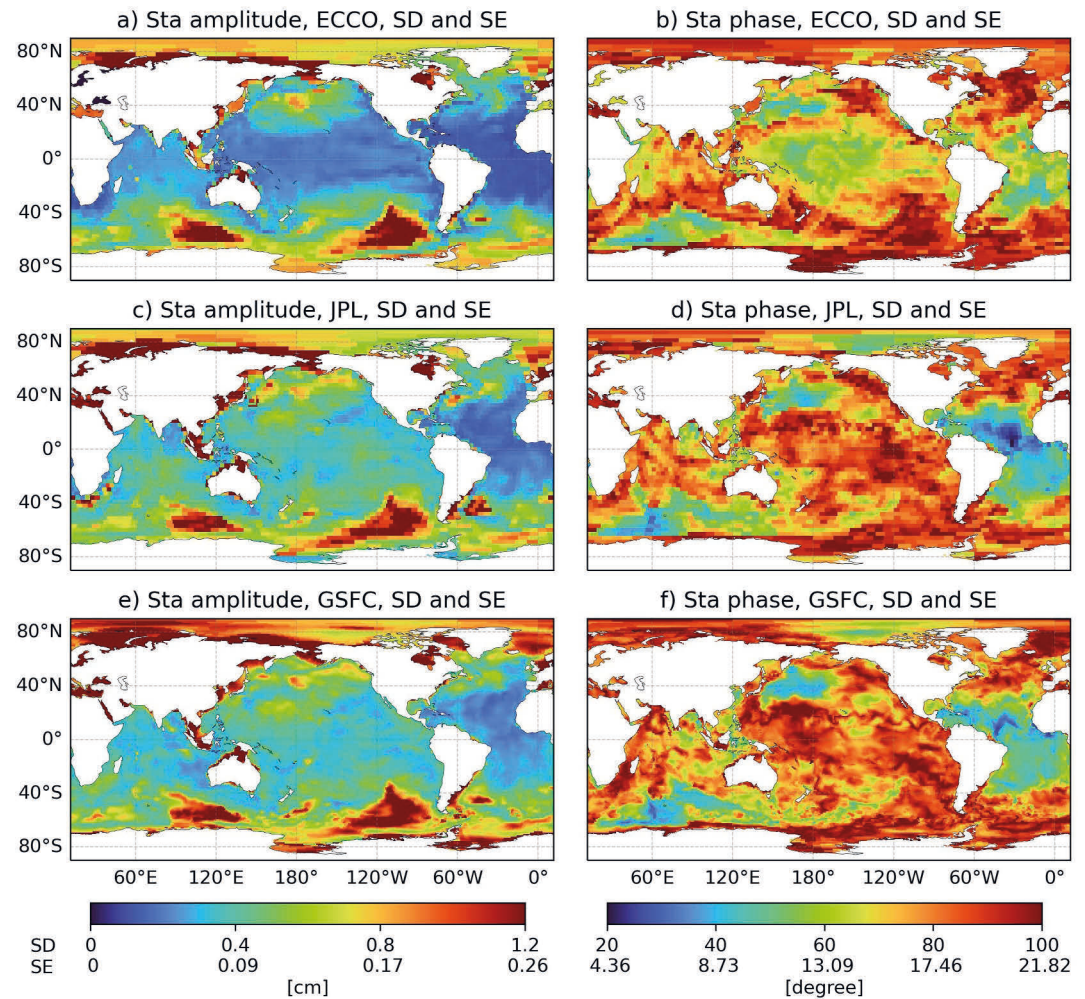 a) Sta amplitude, ECCO, SD and SE
b) Sta phase, ECCO, SD and SE
80°N
40°N
0°
40°S
80°S
c) Sta amplitude, JPL, SD and SE
d) Sta phase, JPL, SD and SE
80°N
40°N
0°
40°S
80°S
e) Sta amplitude, GSFC, SD and SE
f) Sta phase, GSFC, SD and SE
80°N
40°N
0°
40°S
80°S
60°E 120°E 180° 120°W 60°W 0°
60°E 120°E 180° 120°W 60°W 0°
SD 0 0.4 0.8 1.2
SE 0 0.09 0.17 0.26
[cm]
20 40 60 80 100
4.36 8.73 13.09 17.46 21.82
[degree]